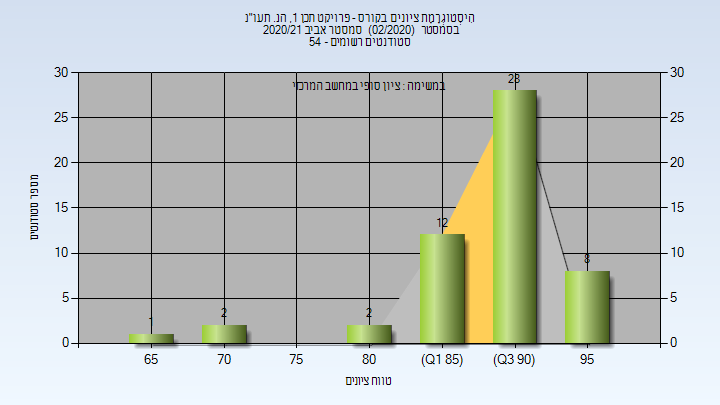 היסטוגרמת ציונים בקורס - פרויקט תכן 1, הנ. תעו"נ
בסמסטר (02/2020) סמסטר אביב 2020/21
סטודנטים רשומים - 54
במשימה : ציון סופי במחשב המרכזי
30 30
25 25
20 20
15 15
10 10
5 5
0 0
1 2 2 12 28 8
65 70 75 80 (Q1 85) (Q3 90) 95
מספר סטודנטים
טווח ציונים